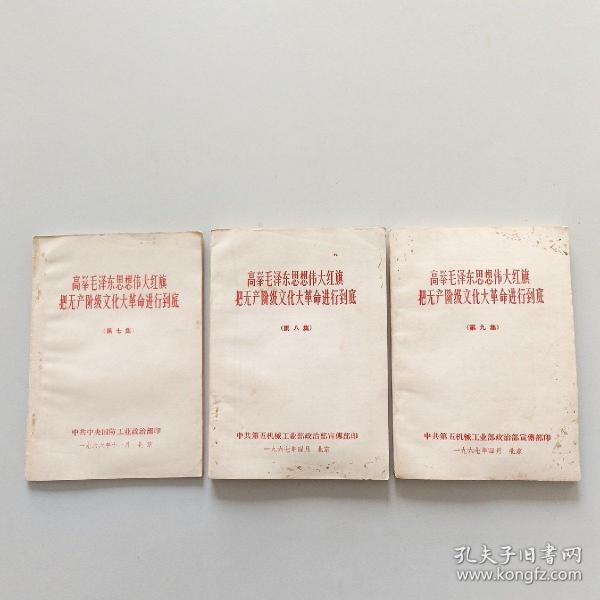 高举毛泽东思想伟大红旗
把无产阶级文化大革命进行到底
(第七集)
中共中央国防工业政治部印
一九六六年十一月 北京
高举毛泽东思想伟大红旗
把无产阶级文化大革命进行到底
(第八集)
中共第五机械工业部政治部宣傳部印
一九六七年四月 北京
高举毛泽东思想伟大红旗
把无产阶级文化大革命进行到底
(第九集)
中共第五机械工业部政治部宣傳部印
一九六七年四月 北京
孔夫子旧书网
www.kongfz.com